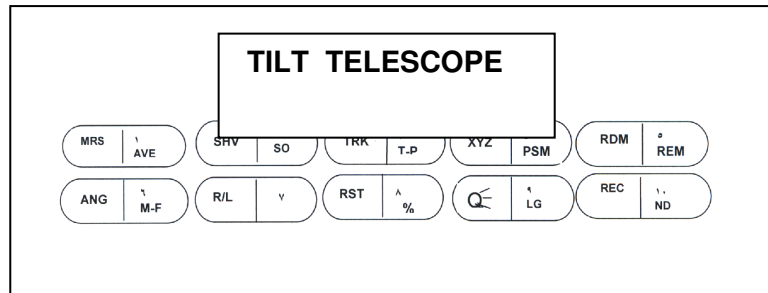 TILT TELESCOPE
MRS ١ AVE SHV SO TRK T-P XYZ PSM RDM ٥ REM
ANG ٦ M-F R/L ٧ RST ٨ % ٩ LG REC ١٠ ND